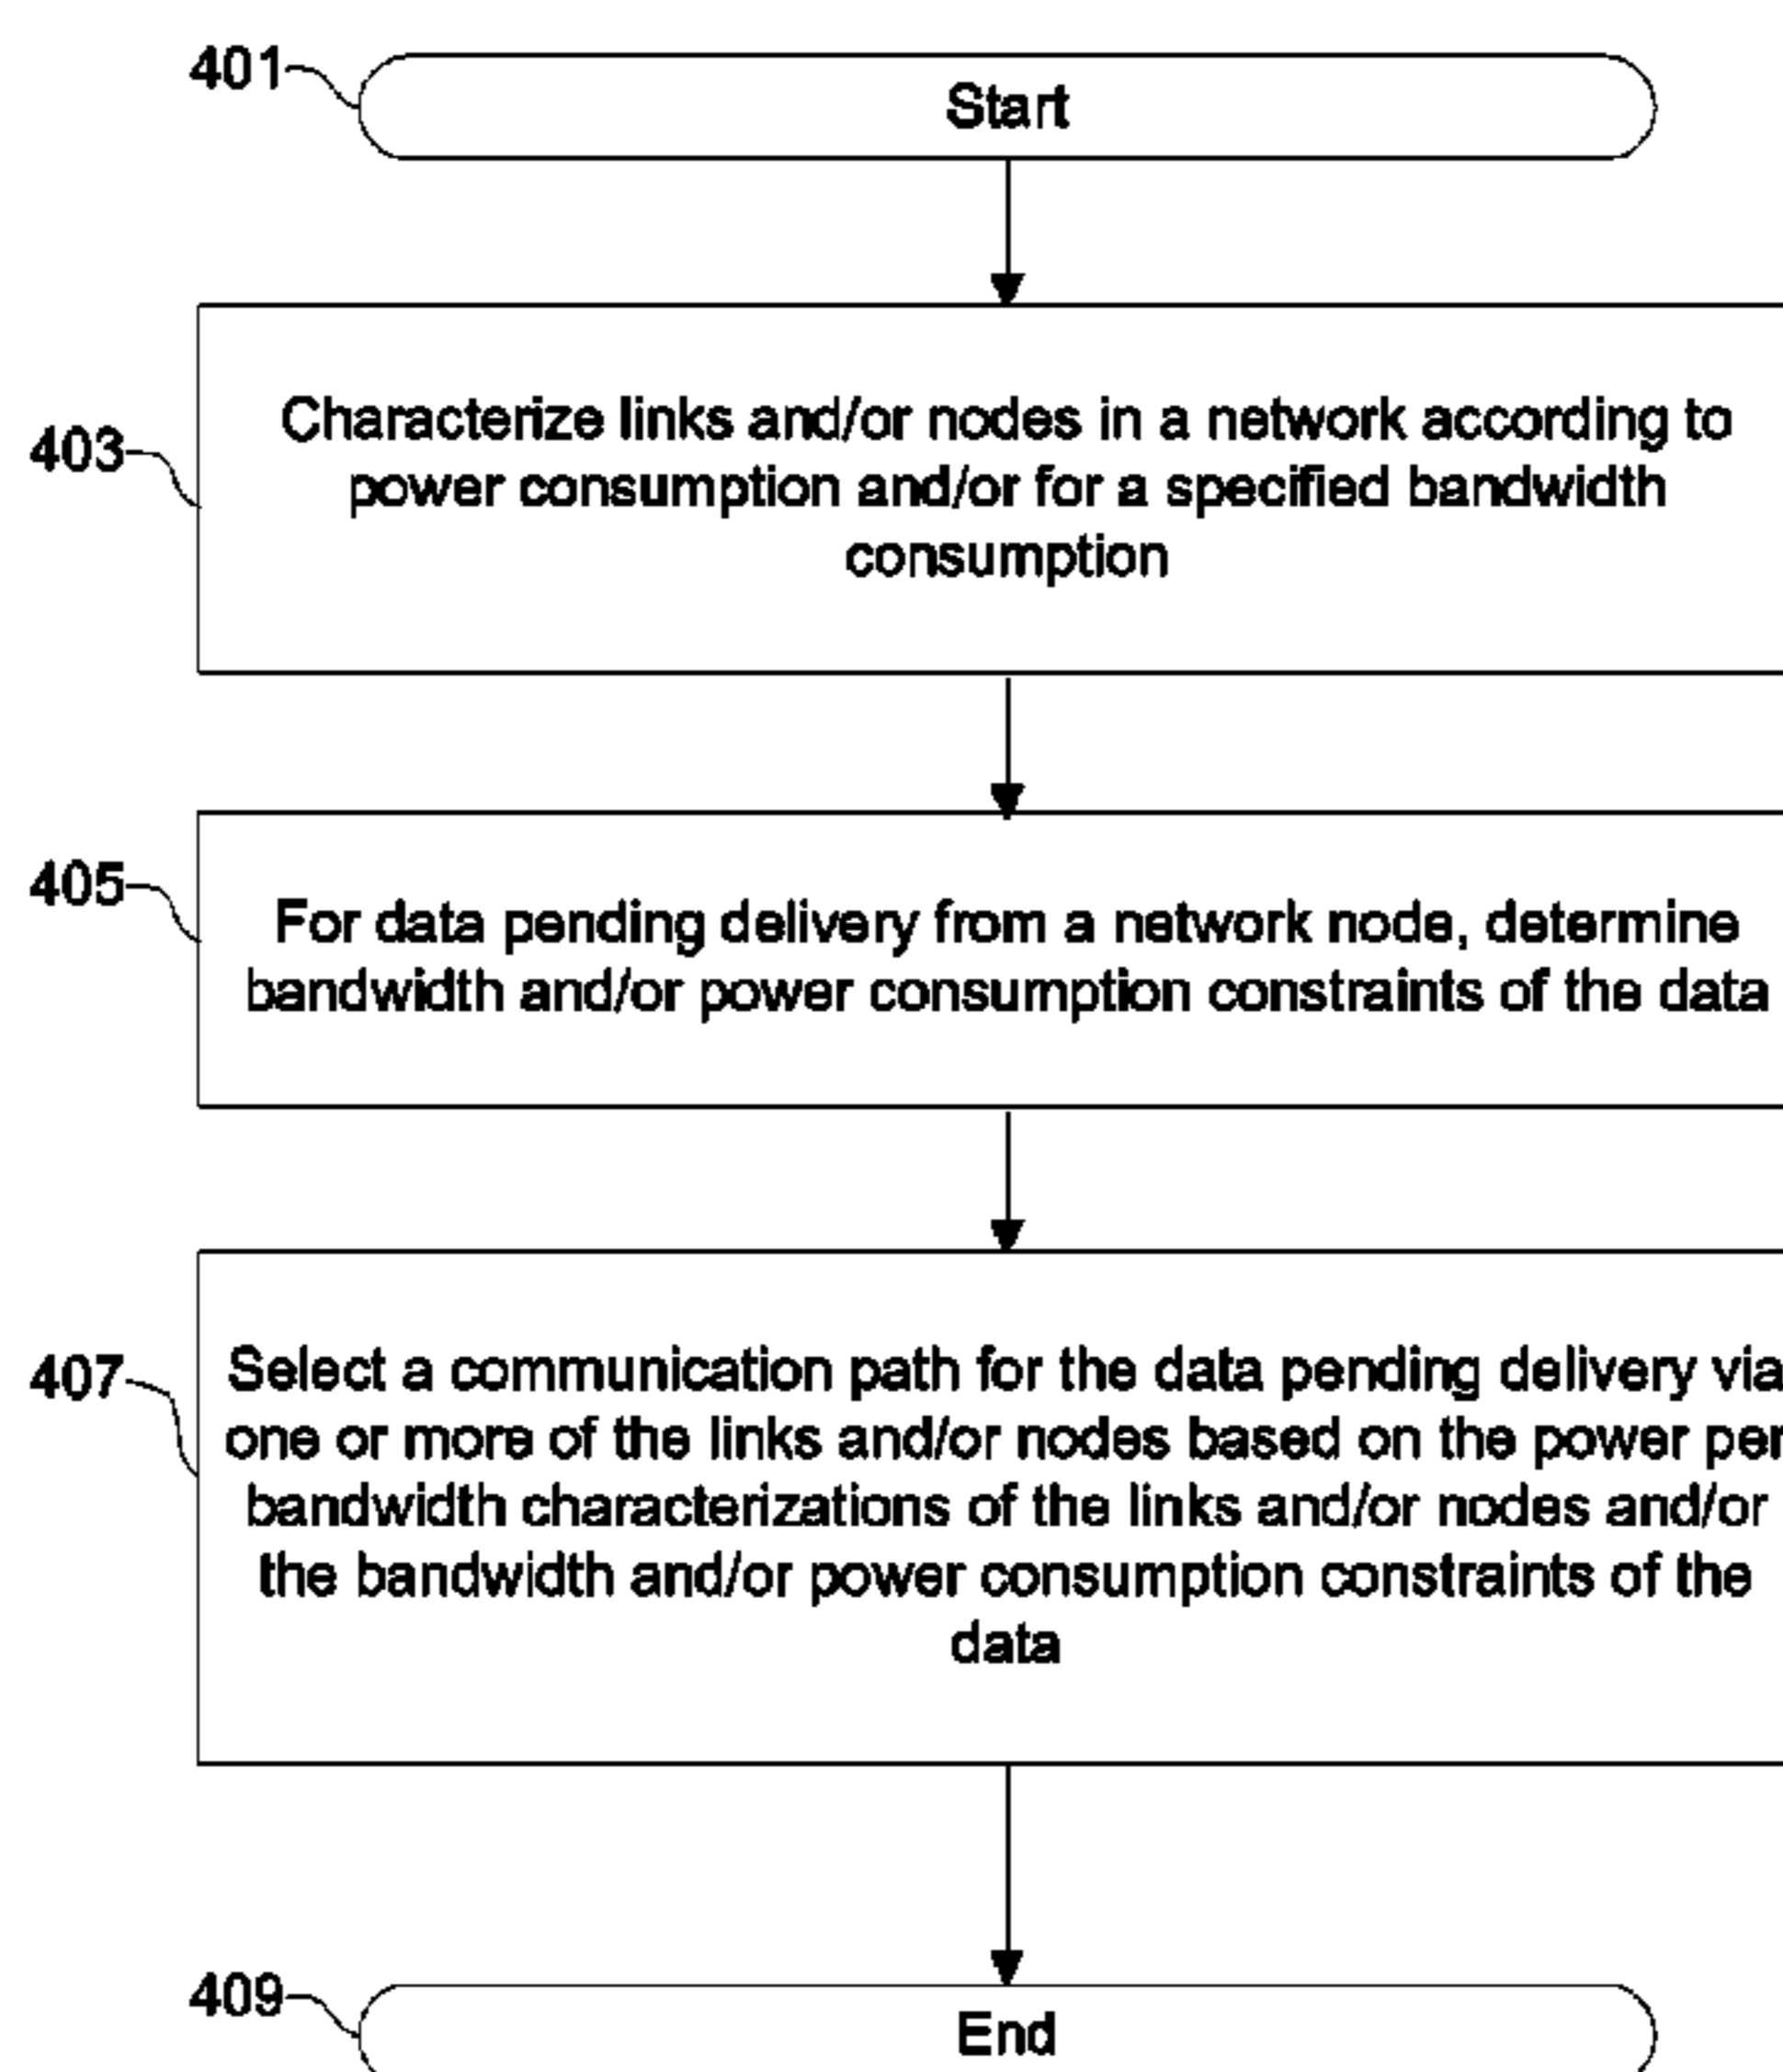 401
Start
403
Characterize links and/or nodes in a network according to
power consumption and/or for a specified bandwidth
consumption
405
For data pending delivery from a network node, determine
bandwidth and/or power consumption constraints of the data
407
Select a communication path for the data pending delivery via
one or more of the links and/or nodes based on the power per
bandwidth characterizations of the links and/or nodes and/or
the bandwidth and/or power consumption constraints of the
data
409
End